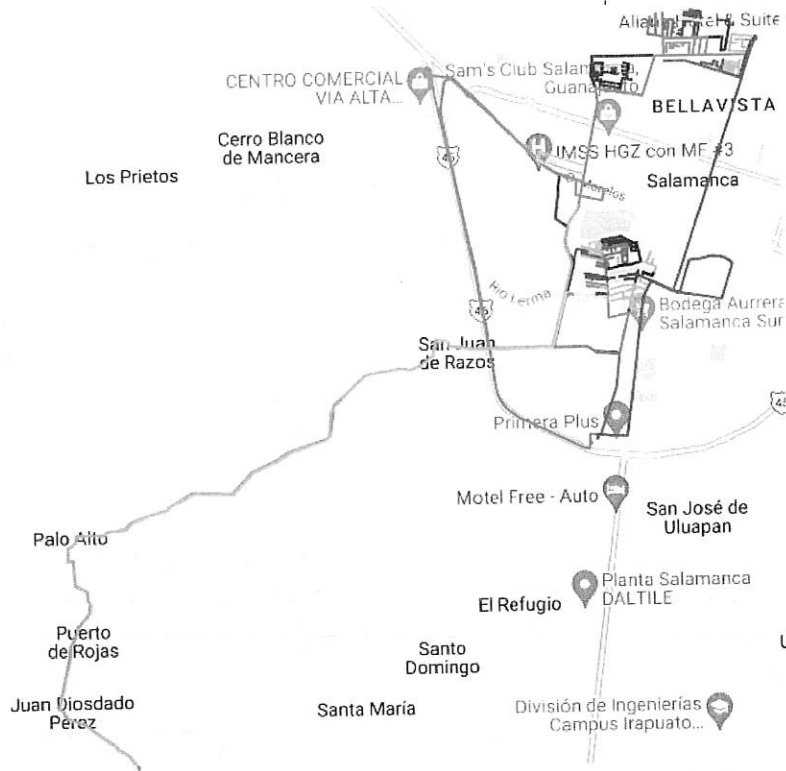 Sam's Club Salamanca,
CENTRO COMERCIAL
VIA ALTA...
BELLAVISTA
Cerro Blanco
de Mancera
45
IMSS HGZ con MF #3
Los Prietos
Salamanca
Morelos
Río Lerma
45
Bodega Aurrera
Salamanca Sur
San Juan
de Razos
45
Primera Plus
Motel Free - Auto
San José de
Uluapan
Palo Alto
Planta Salamanca
DALTILE
El Refugio
Puerto
de Rojas
Santo
Domingo
Juan Diosdado
Pérez
Santa María
División de Ingenierías
Campus Irapuato...